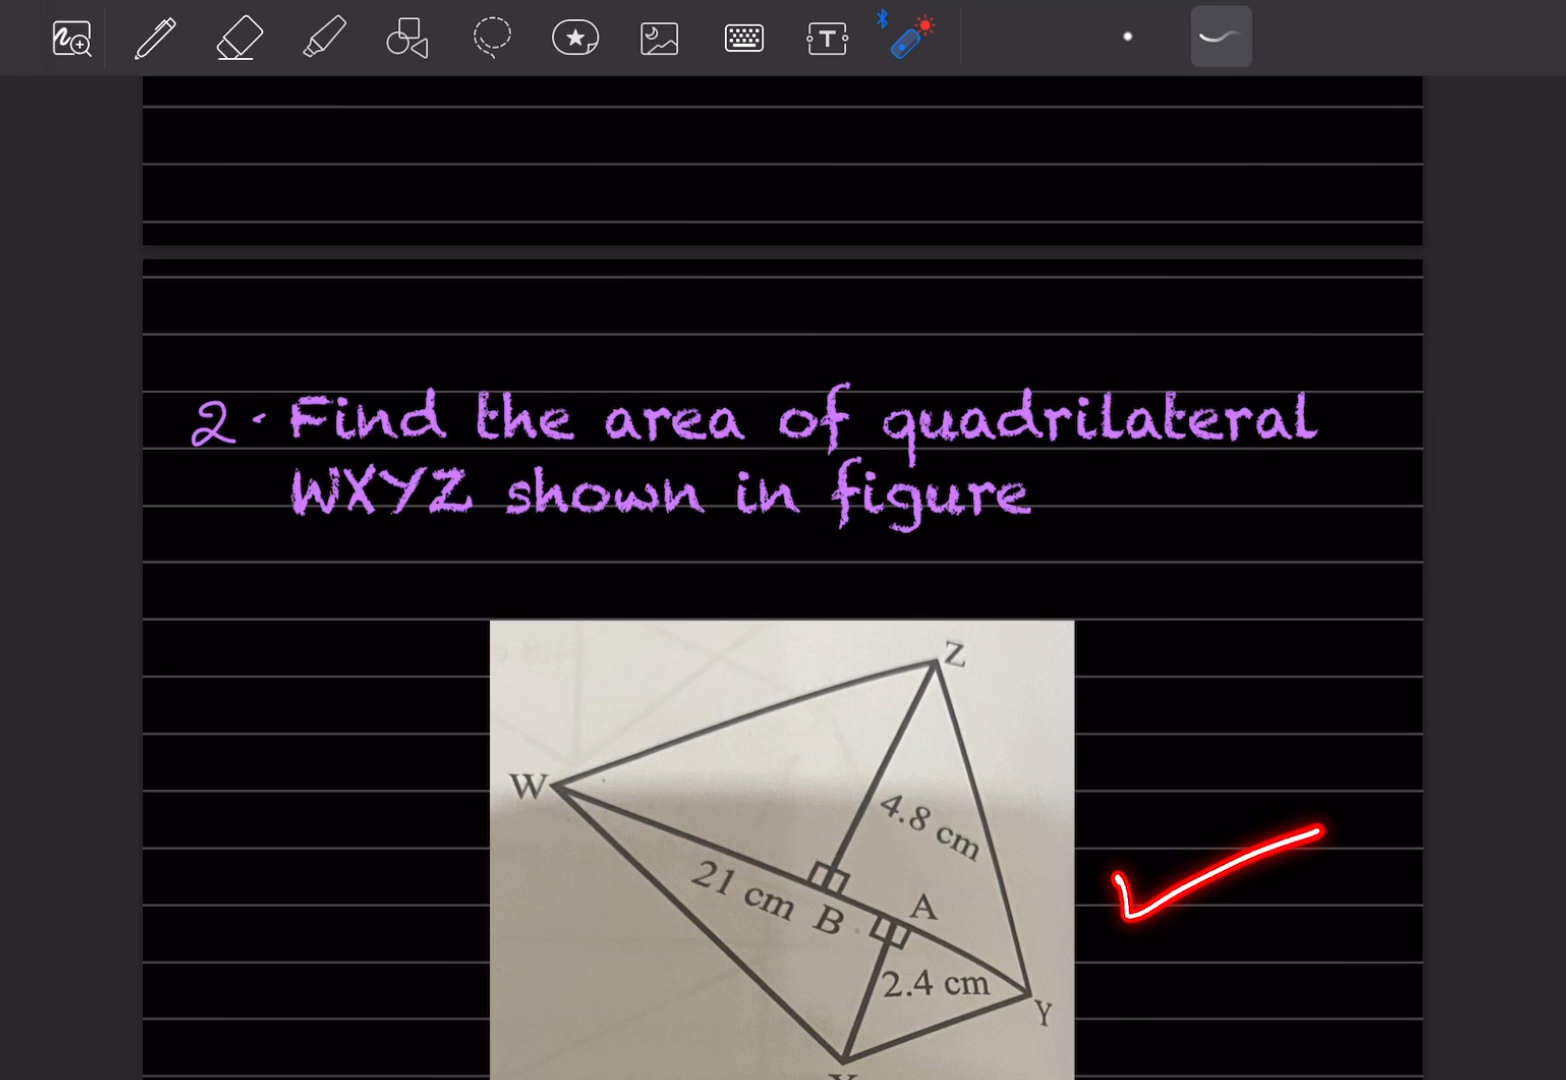 T
2. Find the area of quadrilateral
WXYZ shown in figure
Z
W
4.8 cm
21 cm
B
A
2.4 cm
Y